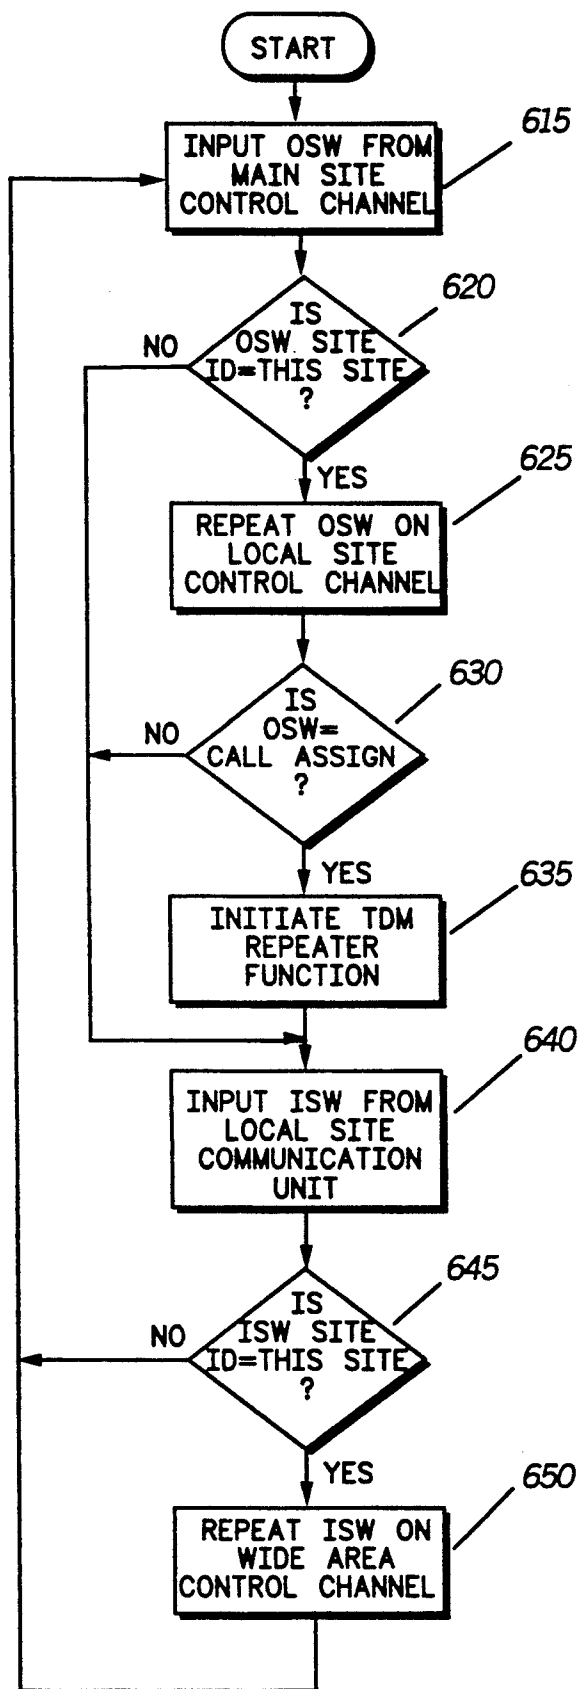 START
615
INPUT OSW FROM
MAIN SITE
CONTROL CHANNEL
620
IS
OSW SITE
ID=THIS SITE
?
NO
YES
625
REPEAT OSW ON
LOCAL SITE
CONTROL CHANNEL
630
IS
OSW=
CALL ASSIGN
?
NO
YES
635
INITIATE TDM
REPEATER
FUNCTION
640
INPUT ISW FROM
LOCAL SITE
COMMUNICATION
UNIT
645
IS
ISW SITE
ID=THIS SITE
?
NO
YES
650
REPEAT ISW ON
WIDE AREA
CONTROL CHANNEL